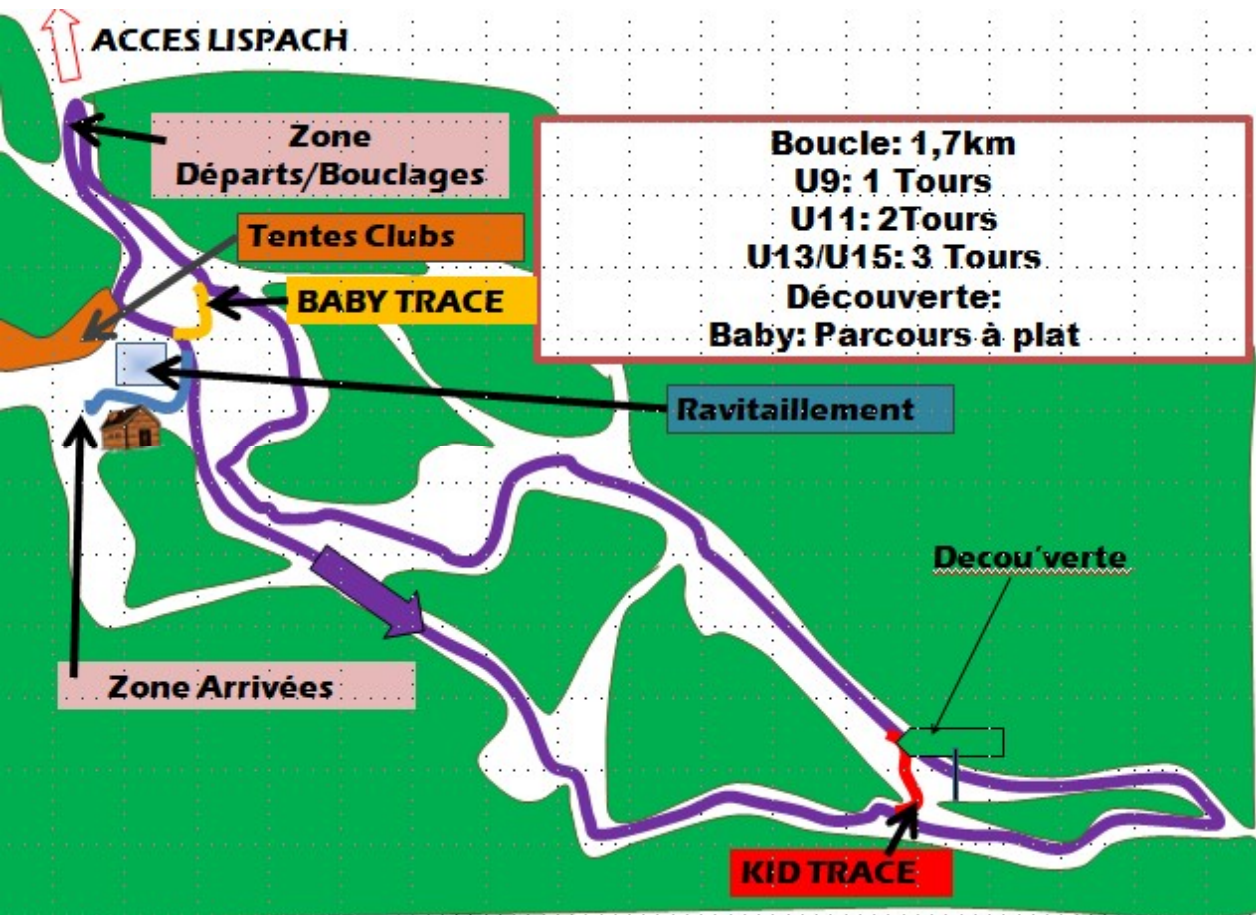 ACCES LISPACH
Zone
Départs/Bouclages
Tentes Clubs
BABY TRACE
Boucle: 1,7km
U9: 1 Tours
U11: 2Tours
U13/U15: 3 Tours
Découverte:
Baby: Parcours à plat
Ravitaillement
Decou'verte
Zone Arrivées
KID TRACE